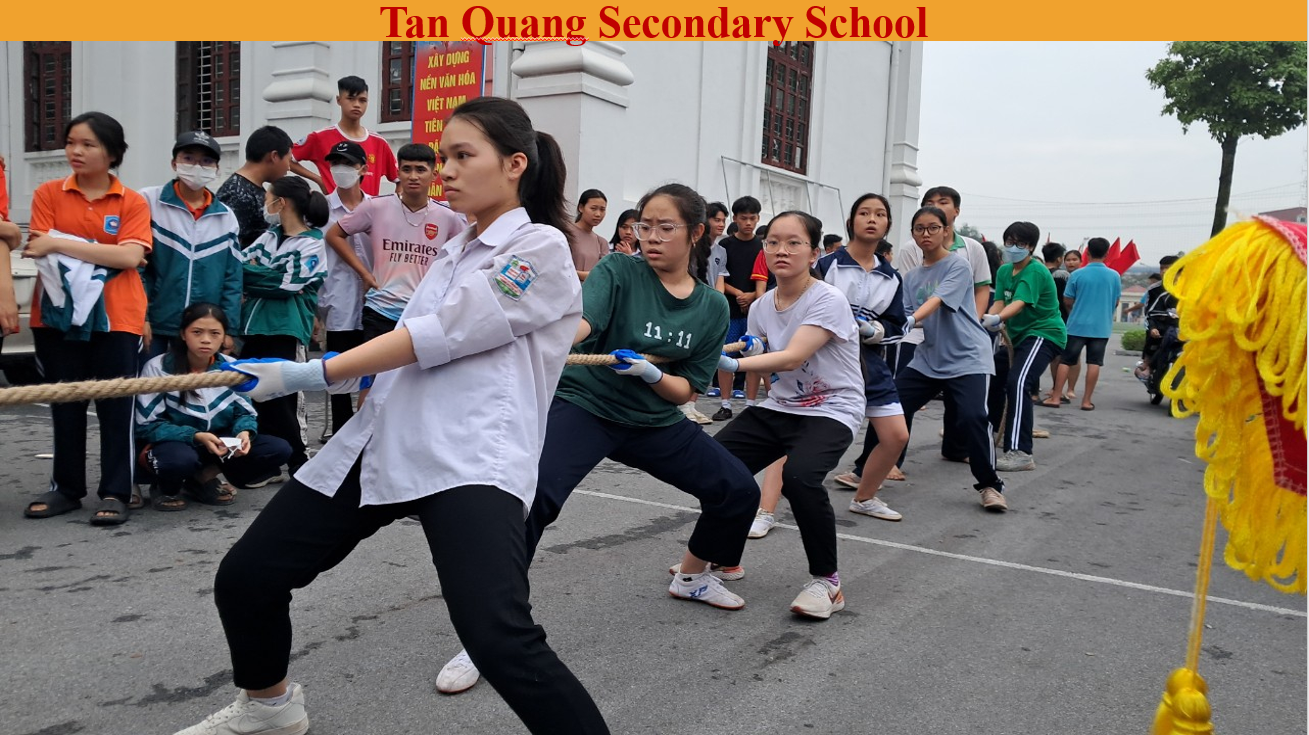 Tan Quang Secondary School
XÂY DỰNG
NỀN VĂN HÓA
VIỆT NAM
TIÊN
Emirates
FLY BETTER
11:11